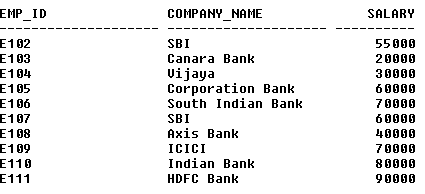 EMP_ID COMPANY_NAME SALARY
-------------------- -------------------- ----------
E102 SBI 55000
E103 Canara Bank 20000
E104 Vijaya 30000
E105 Corporation Bank 60000
E106 South Indian Bank 70000
E107 SBI 60000
E108 Axis Bank 40000
E109 ICICI 70000
E110 Indian Bank 80000
E111 HDFC Bank 90000